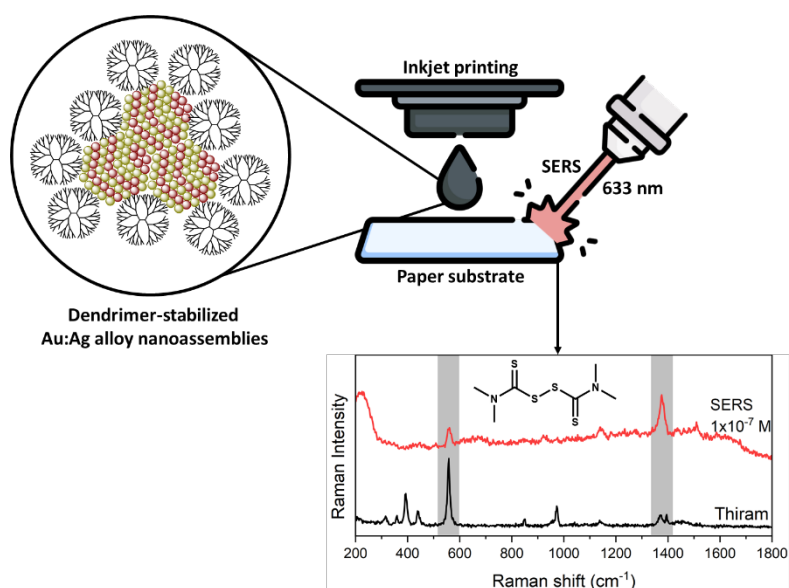 Inkjet printing
SERS
633 nm
Paper substrate
Dendrimer-stabilized
Au:Ag alloy nanoassemblies
Raman Intensity
S
N
S
S
N
S
SERS
1x10⁻⁷ M
Thiram
200 400 600 800 1000 1200 1400 1600 1800
Raman shift (cm⁻¹)